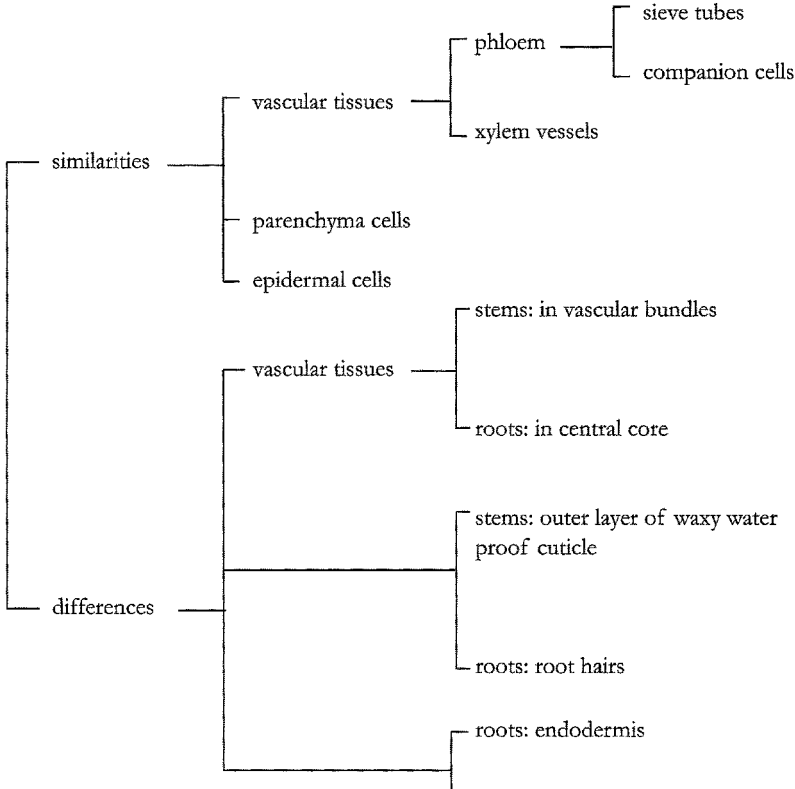 sieve tubes
phloem
companion cells
vascular tissues
xylem vessels
similarities
parenchyma cells
epidermal cells
stems: in vascular bundles
vascular tissues
roots: in central core
stems: outer layer of waxy water
proof cuticle
differences
roots: root hairs
roots: endodermis